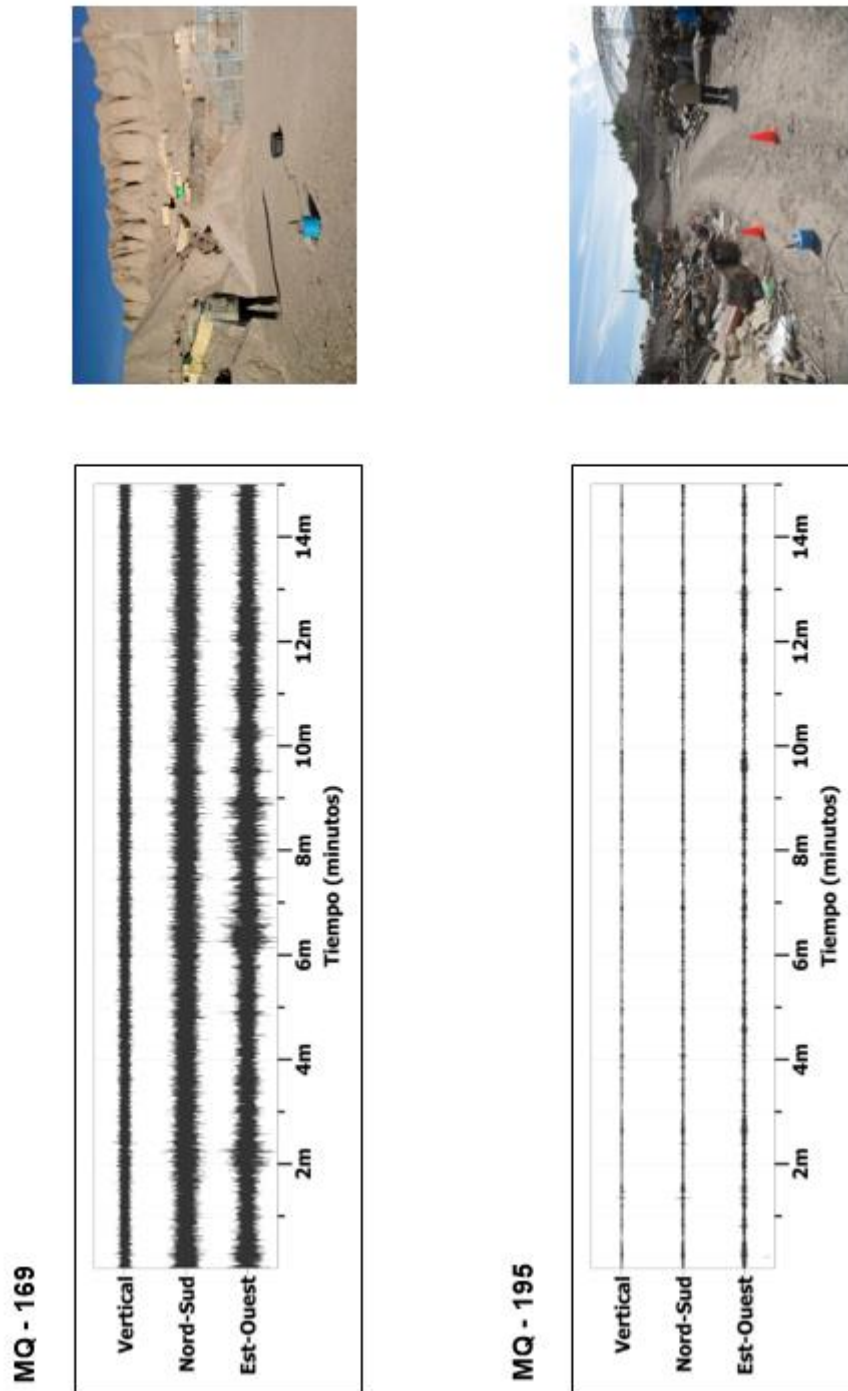 MQ - 169
Vertical
Nord-Sud
Est-Ouest
2m
4m
6m
8m
10m
12m
14m
Tiempo (minutos)
MQ - 195
Vertical
Nord-Sud
Est-Ouest
2m
4m
6m
8m
10m
12m
14m
Tiempo (minutos)